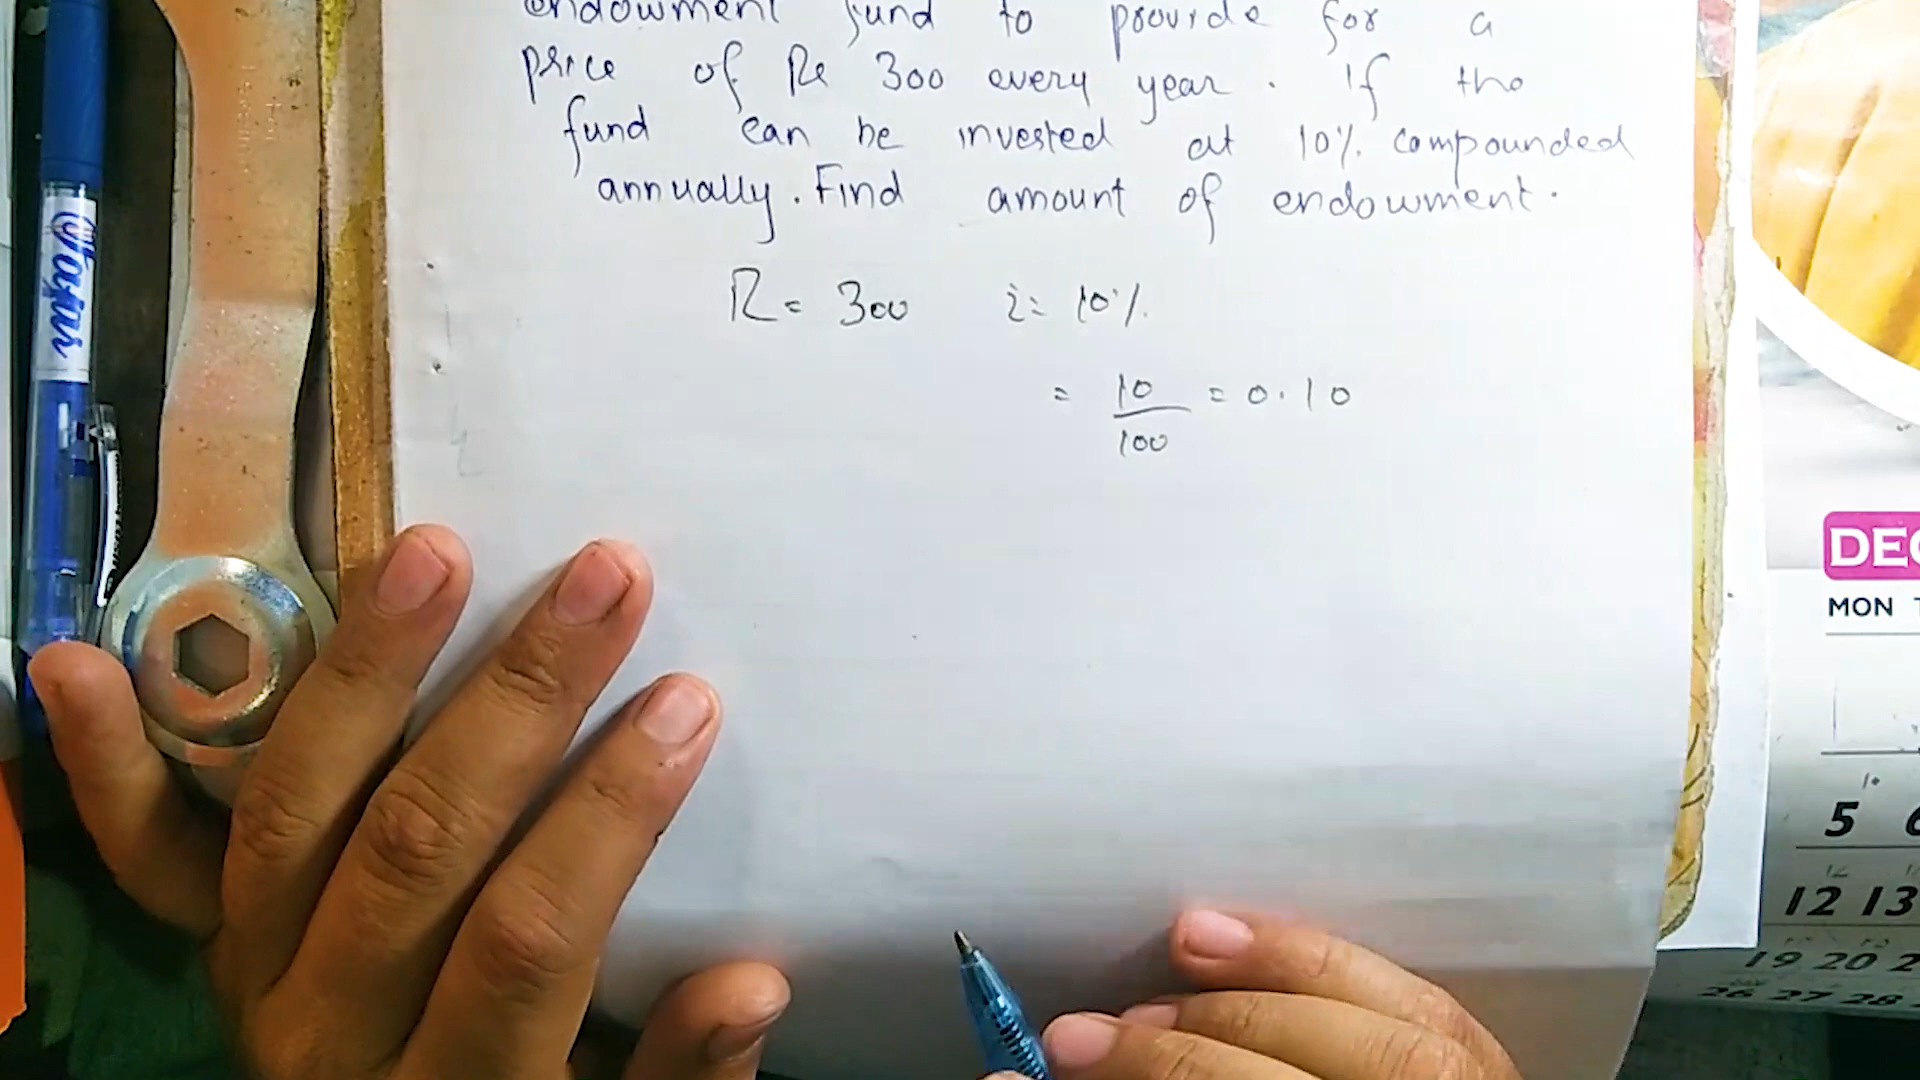 endowment fund to provide for a
price of Re 300 every year. If the
fund can be invested at 10% compounded
annually. Find amount of endowment.
R = 300 i = 10%
= 10/100 = 0.10
DEC
MON
5 6
12 13
19 20 2
26 27 28